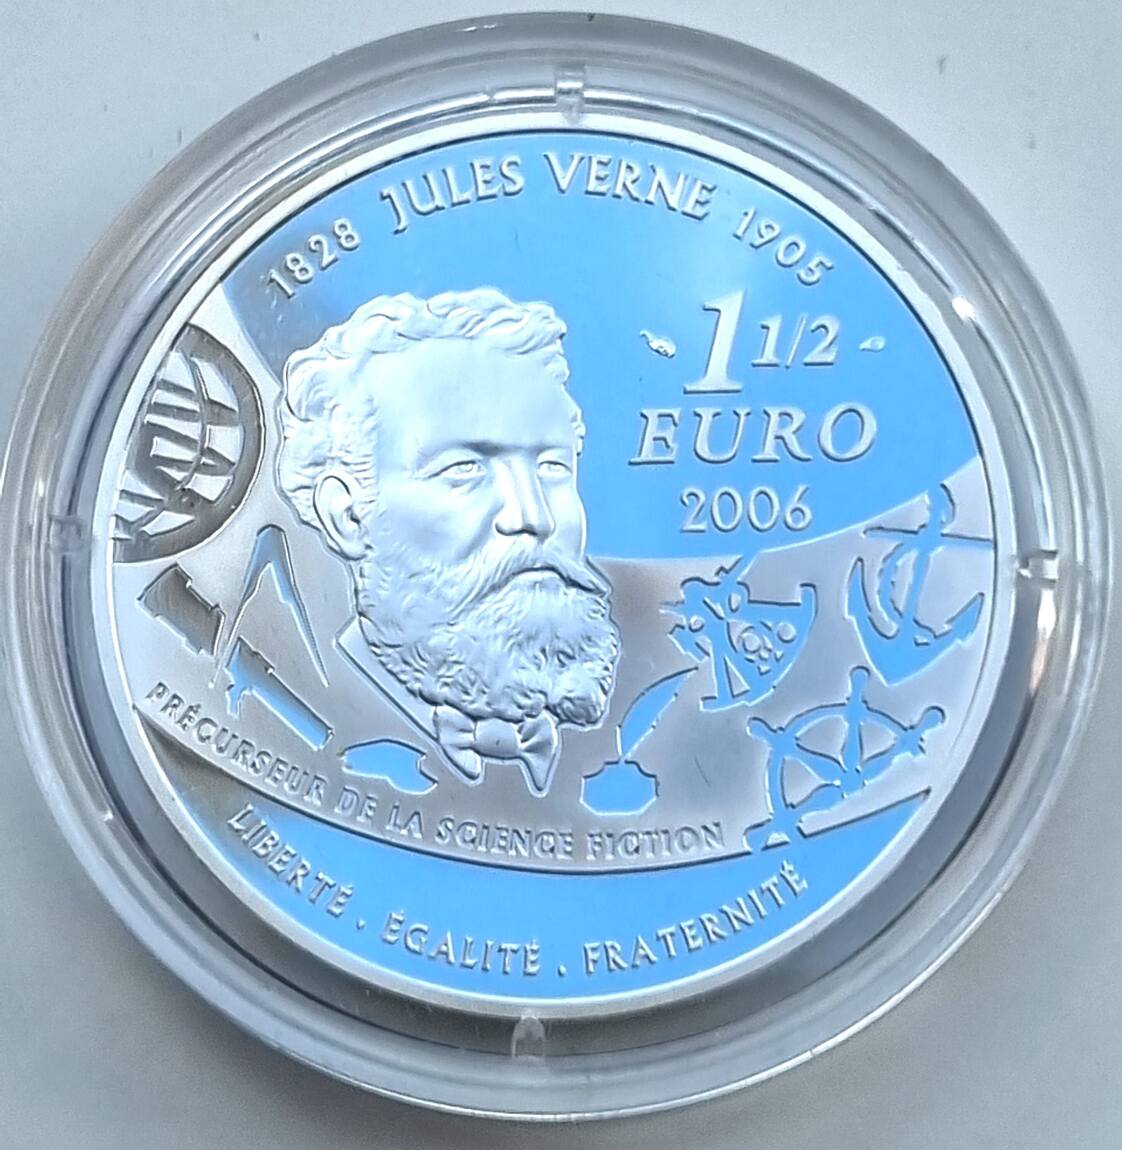 1828 JULES VERNE 1905
1 1/2
EURO
2006
PRÉCURSEUR DE LA SCIENCE FICTION
LIBERTÉ . ÉGALITÉ . FRATERNITÉ